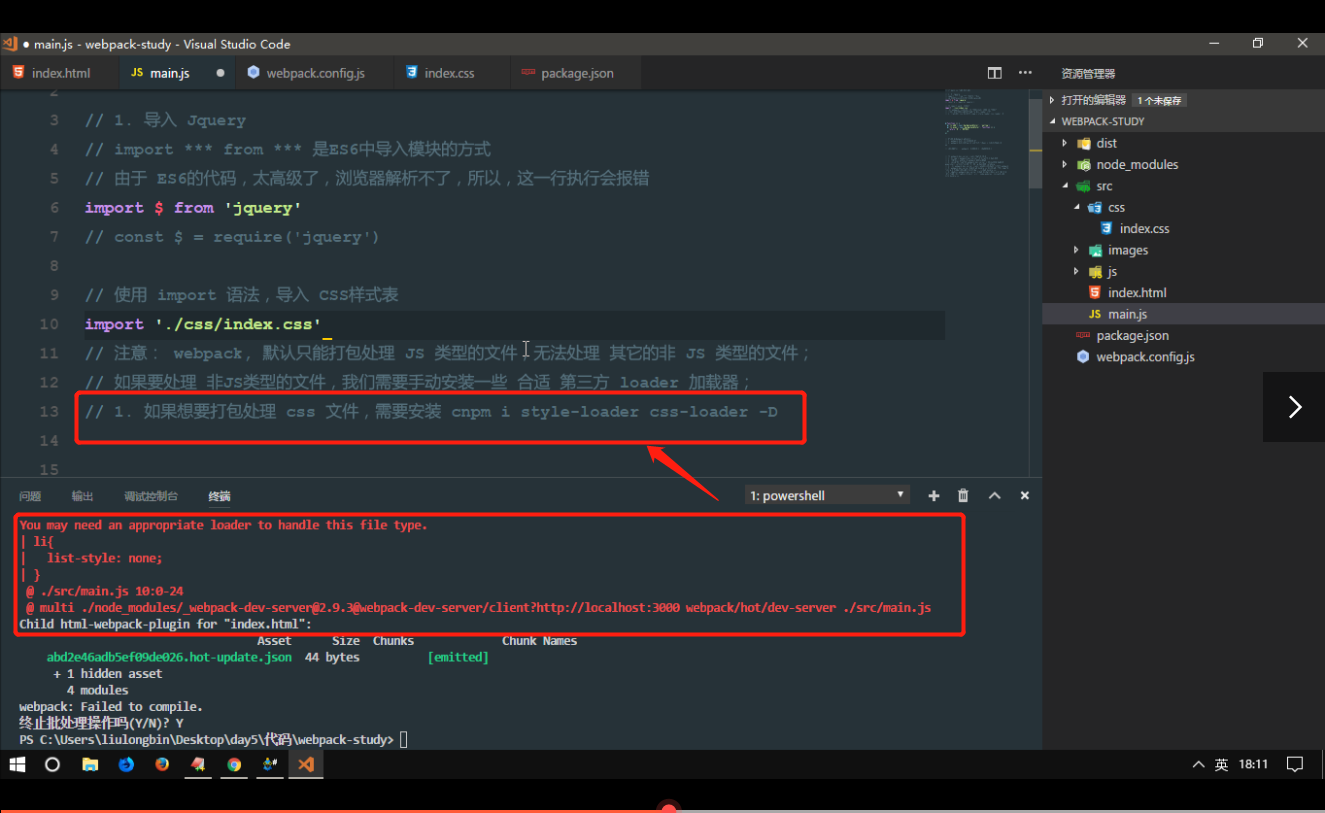 main.js - webpack-study - Visual Studio Code
index.html
JS main.js
webpack.config.js
index.css
package.json
资源管理器
打开的编辑器 1 个未保存
WEBPACK-STUDY
dist
node_modules
src
css
index.css
images
js
index.html
JS main.js
package.json
webpack.config.js
2
3 // 1. 导入 Jquery
4 // import *** from *** 是ES6中导入模块的方式
5 // 由于 ES6的代码，太高级了，浏览器解析不了，所以，这一行执行会报错
6 import $ from 'jquery'
7 // const $ = require('jquery')
8
9 // 使用 import 语法，导入 CSS样式表
10 import './css/index.css'
11 // 注意： webpack, 默认只能打包处理 JS 类型的文件，无法处理 其它的非 JS 类型的文件；
12 // 如果要处理 非JS类型的文件，我们需要手动安装一些 合适 第三方 loader 加载器；
13 // 1. 如果想要打包处理 css 文件，需要安装 cnpm i style-loader css-loader -D
14
15
问题 输出 调试控制台 终端
1: powershell
You may need an appropriate loader to handle this file type.
| li{
|   list-style: none;
| }
@ ./src/main.js 10:0-24
@ multi ./node_modules/_webpack-dev-server@2.9.3@webpack-dev-server/client?http://localhost:3000 webpack/hot/dev-server ./src/main.js
Child html-webpack-plugin for "index.html":
Asset Size Chunks Chunk Names
abd2e46adb5ef09de026.hot-update.json 44 bytes [emitted]
+ 1 hidden asset
4 modules
webpack: Failed to compile.
终止批处理操作吗(Y/N)? Y
PS C:\Users\liulongbin\Desktop\day5\代码\webpack-study>
英 18:11